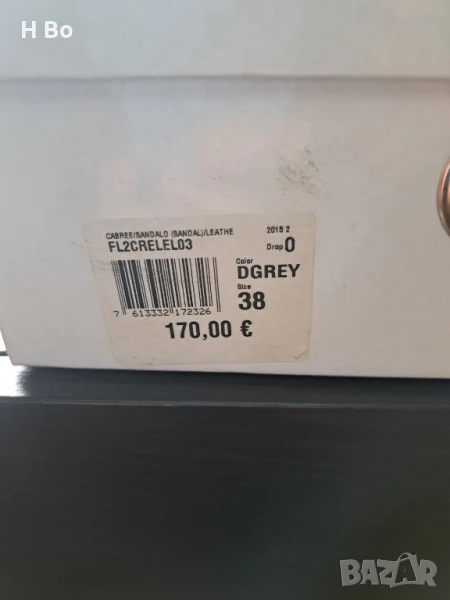 H Bo
CABREE/SANDALO (SANDAL)/LEATHE
2015 2
FL2CRELEL03
Drop 0
Color
DGREY
Size
38
7 613332 172326
170,00 €
BAZAR